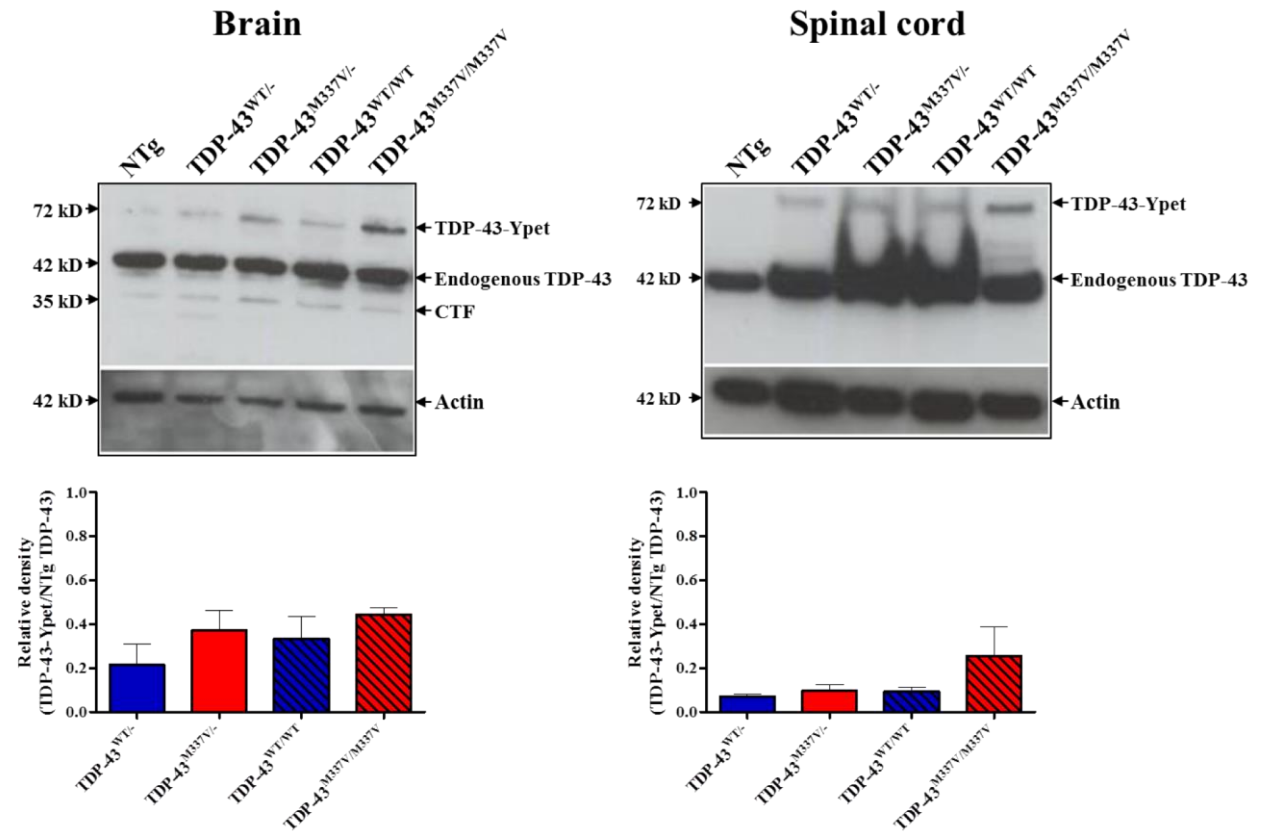 Brain
NTg
TDP-43WT/-
TDP-43M337V/-
TDP-43WT/WT
TDP-43M337V/M337V
72 kD
42 kD
35 kD
TDP-43-Ypet
Endogenous TDP-43
CTF
42 kD
Actin
Spinal cord
NTg
TDP-43WT/-
TDP-43M337V/-
TDP-43WT/WT
TDP-43M337V/M337V
72 kD
42 kD
TDP-43-Ypet
Endogenous TDP-43
42 kD
Actin
Relative density
(TDP-43-Ypet/NTg TDP-43)
1.0
0.8
0.6
0.4
0.2
0.0
TDP-43WT/-
TDP-43M337V/-
TDP-43WT/WT
TDP-43M337V/M337V
Relative density
(TDP-43-Ypet/NTg TDP-43)
1.0
0.8
0.6
0.4
0.2
0.0
TDP-43WT/-
TDP-43M337V/-
TDP-43WT/WT
TDP-43M337V/M337V